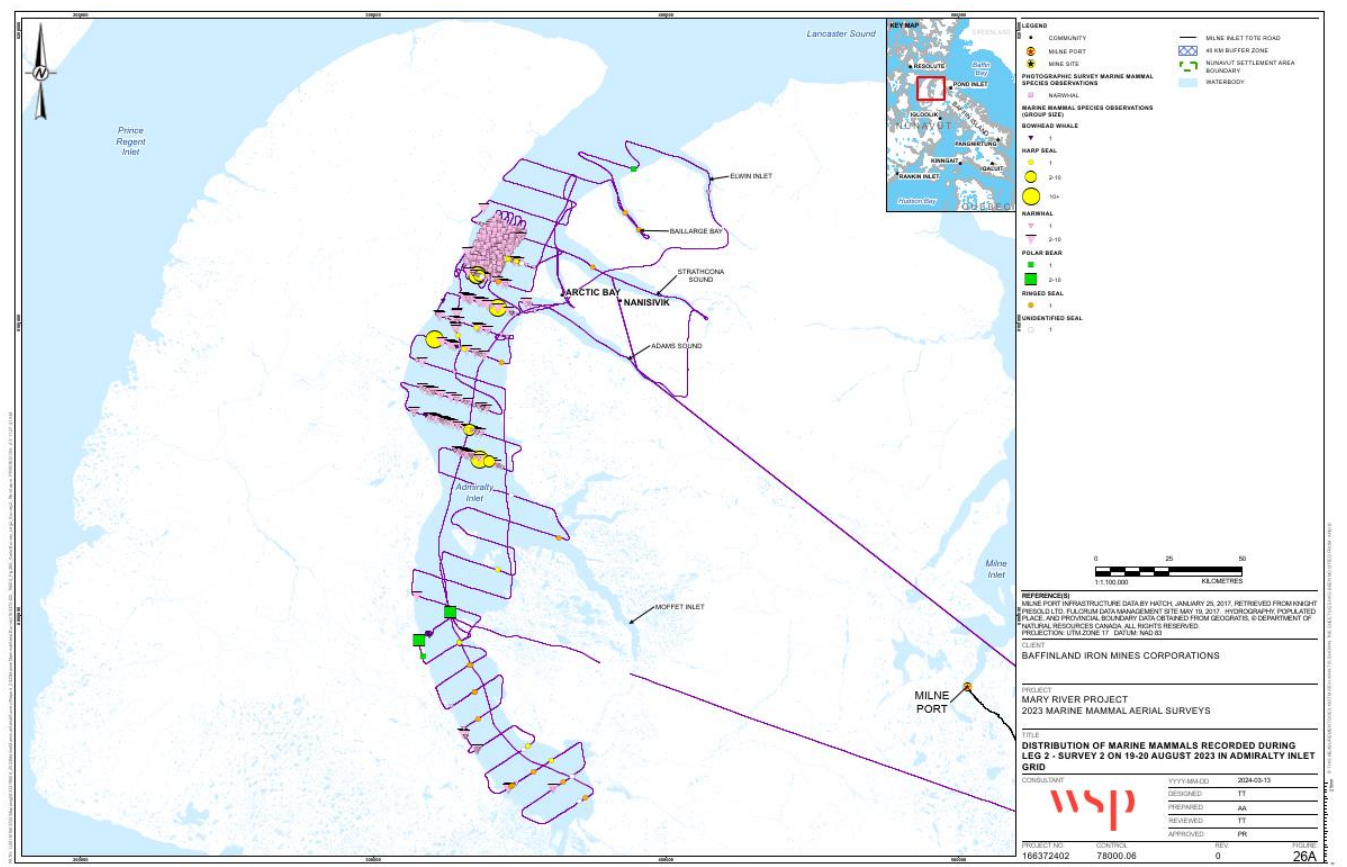 300000
400000
Lancaster Sound
Prince
Regent
Inlet
ELWIN INLET
BAILLARGE BAY
STRATHCONA
SOUND
ARCTIC BAY
NANISIVIK
ADAMS SOUND
Admiralty
Inlet
MOFFET INLET
Milne
Inlet
MILNE
PORT
KEY MAP
GREENLAND
Baffin
Bay
RESOLUTE
POND INLET
BAFFIN ISLAND
IGLOOLIK
NUNAVUT
PANGNIRTUNG
KINNGAIT
IQALUIT
RANKIN INLET
Hudson Bay
QUEBEC
LEGEND
COMMUNITY
MILNE PORT
MINE SITE
PHOTOGRAPHIC SURVEY MARINE MAMMAL
SPECIES OBSERVATIONS
NARWHAL
MARINE MAMMAL SPECIES OBSERVATIONS
(GROUP SIZE)
BOWHEAD WHALE
1
HARP SEAL
1
2-10
10+
NARWHAL
1
2-10
POLAR BEAR
1
2-10
RINGED SEAL
1
UNIDENTIFIED SEAL
1
MILNE INLET TOTE ROAD
40 KM BUFFER ZONE
NUNAVUT SETTLEMENT AREA
BOUNDARY
WATERBODY
0 25 50
1:1,100,000 KILOMETRES
REFERENCE(S)
MILNE PORT INFRASTRUCTURE DATA BY HATCH, JANUARY 25, 2017, RETRIEVED FROM KNIGHT
PIESOLD LTD. FULCRUM DATA MANAGEMENT SITE MAY 19, 2017. HYDROGRAPHY, POPULATED
PLACE, AND PROVINCIAL BOUNDARY DATA OBTAINED FROM GEOGRATIS, © DEPARTMENT OF
NATURAL RESOURCES CANADA. ALL RIGHTS RESERVED.
PROJECTION: UTM ZONE 17 DATUM: NAD 83
CLIENT
BAFFINLAND IRON MINES CORPORATIONS
PROJECT
MARY RIVER PROJECT
2023 MARINE MAMMAL AERIAL SURVEYS
TITLE
DISTRIBUTION OF MARINE MAMMALS RECORDED DURING
LEG 2 - SURVEY 2 ON 19-20 AUGUST 2023 IN ADMIRALTY INLET
GRID
CONSULTANT
wsp
YYYY-MM-DD 2024-03-13
DESIGNED TT
PREPARED AA
REVIEWED TT
APPROVED PR
PROJECT NO. CONTROL REV. FIGURE
166372402 78000.06 0 26A